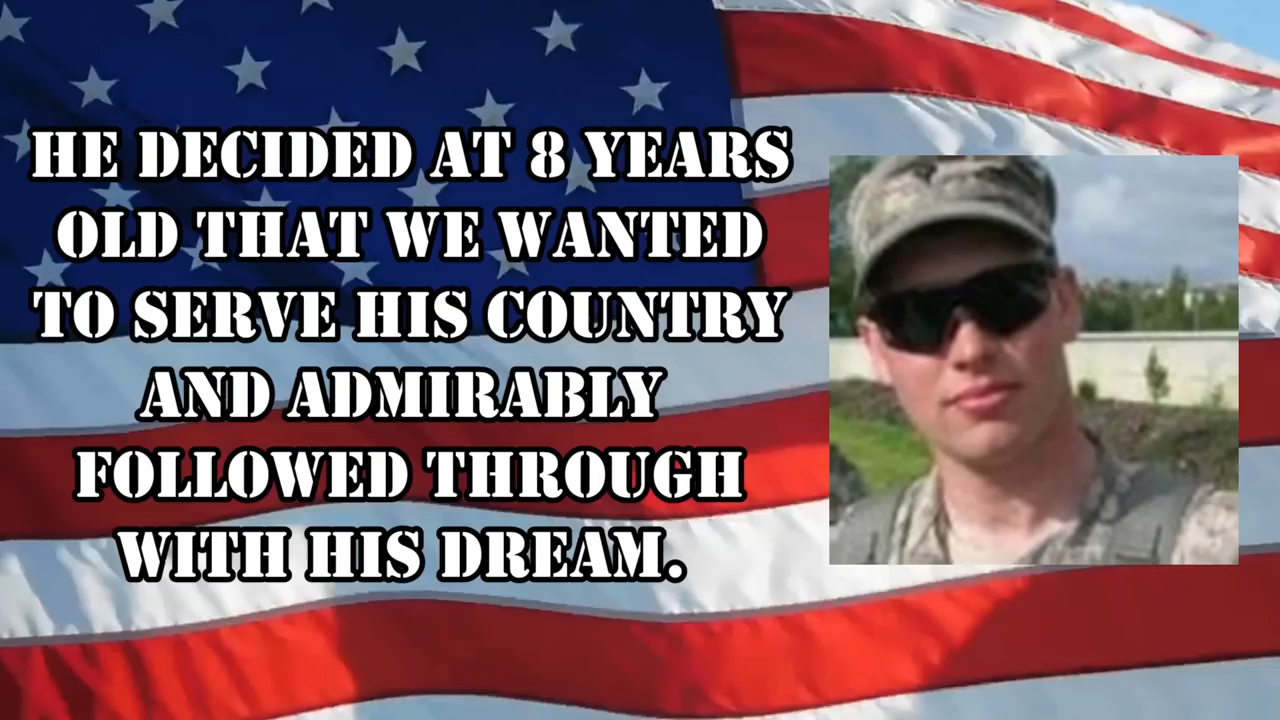 HE DECIDED AT 8 YEARS
OLD THAT WE WANTED
TO SERVE HIS COUNTRY
AND ADMIRABLY
FOLLOWED THROUGH
WITH HIS DREAM.